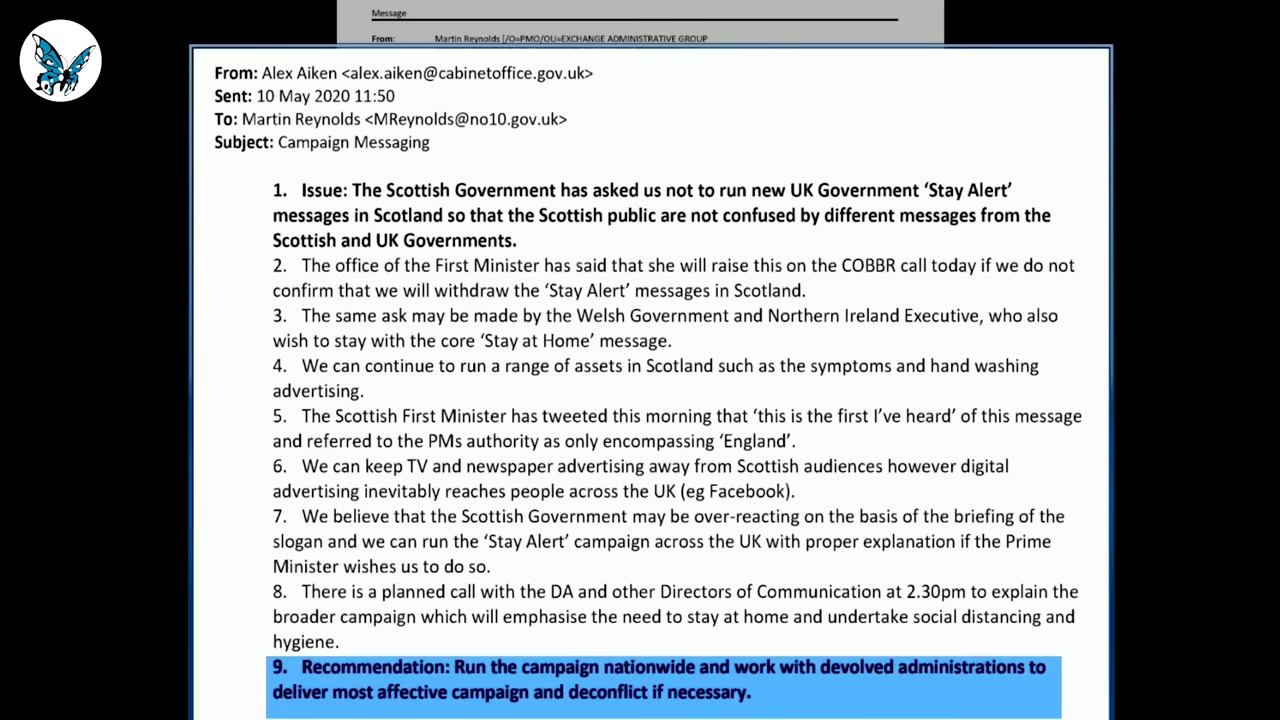 Message
From: Martin Reynolds [/O=PMO/OU=EXCHANGE ADMINISTRATIVE GROUP
From: Alex Aiken <alex.aiken@cabinetoffice.gov.uk>
Sent: 10 May 2020 11:50
To: Martin Reynolds <MReynolds@no10.gov.uk>
Subject: Campaign Messaging
1. Issue: The Scottish Government has asked us not to run new UK Government ‘Stay Alert’
messages in Scotland so that the Scottish public are not confused by different messages from the
Scottish and UK Governments.
2. The office of the First Minister has said that she will raise this on the COBBR call today if we do not
confirm that we will withdraw the ‘Stay Alert’ messages in Scotland.
3. The same ask may be made by the Welsh Government and Northern Ireland Executive, who also
wish to stay with the core ‘Stay at Home’ message.
4. We can continue to run a range of assets in Scotland such as the symptoms and hand washing
advertising.
5. The Scottish First Minister has tweeted this morning that ‘this is the first I’ve heard’ of this message
and referred to the PMs authority as only encompassing ‘England’.
6. We can keep TV and newspaper advertising away from Scottish audiences however digital
advertising inevitably reaches people across the UK (eg Facebook).
7. We believe that the Scottish Government may be over-reacting on the basis of the briefing of the
slogan and we can run the ‘Stay Alert’ campaign across the UK with proper explanation if the Prime
Minister wishes us to do so.
8. There is a planned call with the DA and other Directors of Communication at 2.30pm to explain the
broader campaign which will emphasise the need to stay at home and undertake social distancing and
hygiene.
9. Recommendation: Run the campaign nationwide and work with devolved administrations to
deliver most affective campaign and deconflict if necessary.